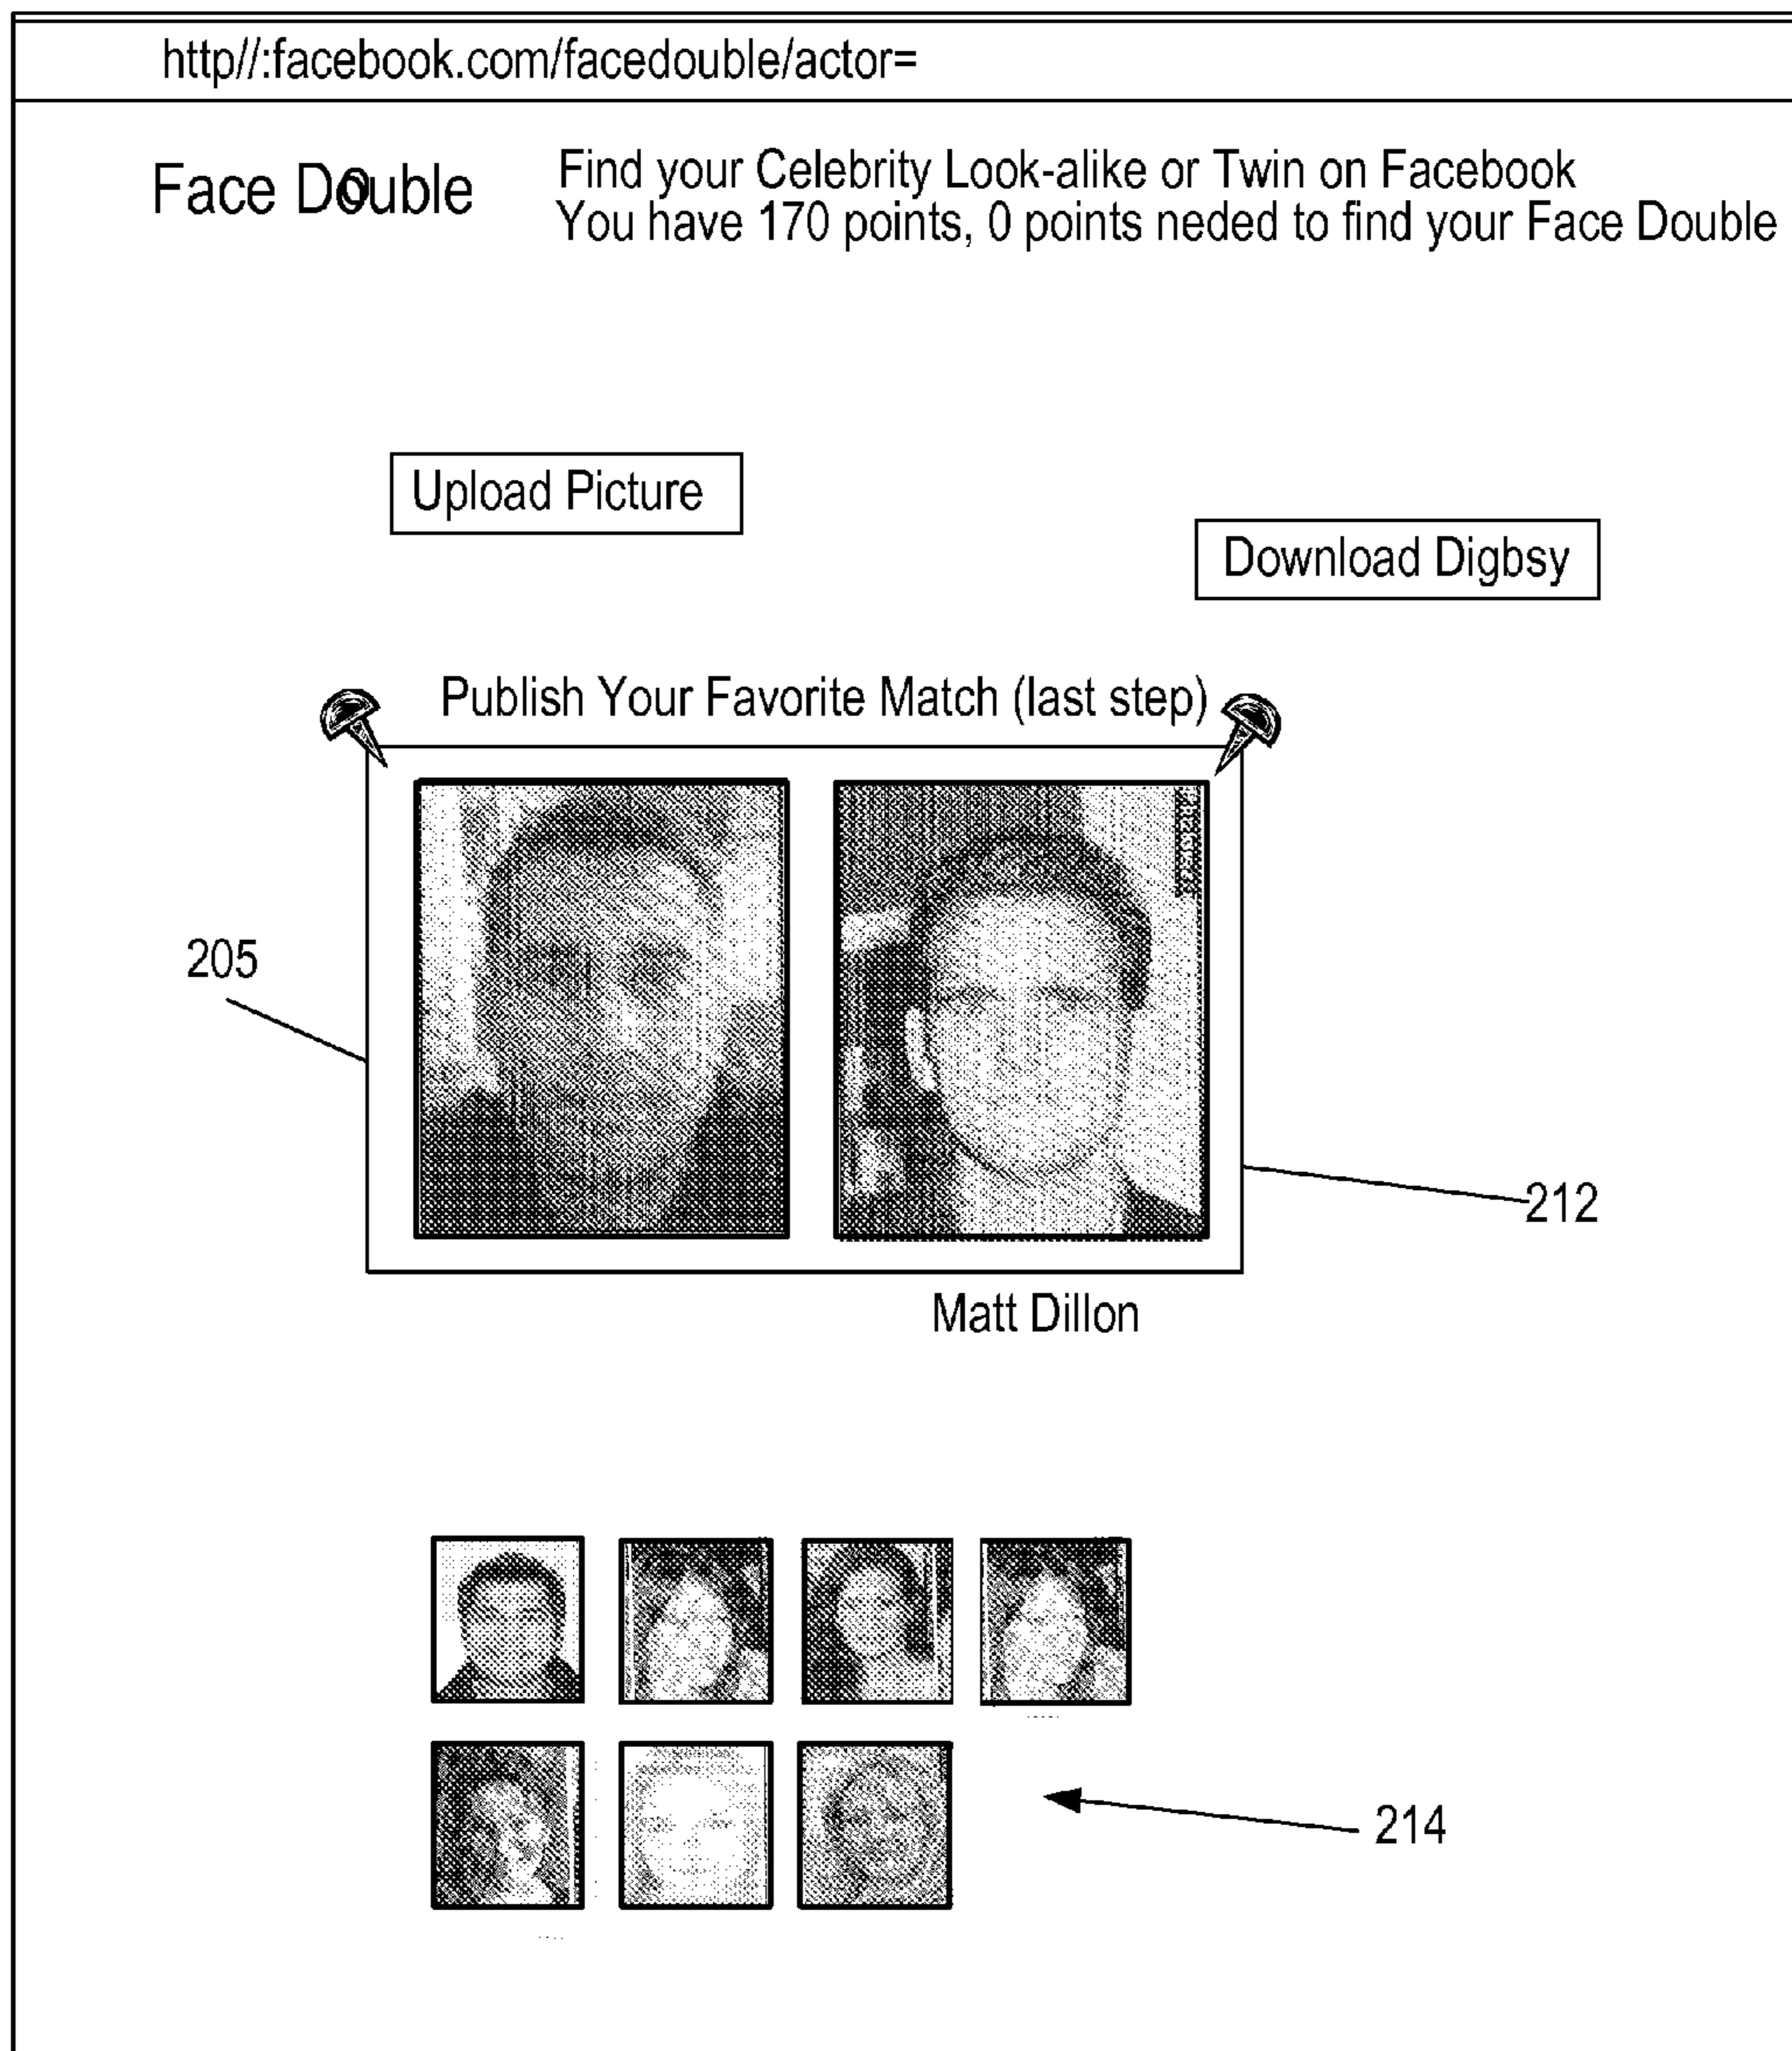 http//:facebook.com/facedouble/actor=
Face Double
Find your Celebrity Look-alike or Twin on Facebook
You have 170 points, 0 points neded to find your Face Double
Upload Picture
Download Digbsy
Publish Your Favorite Match (last step)
205
212
Matt Dillon
214